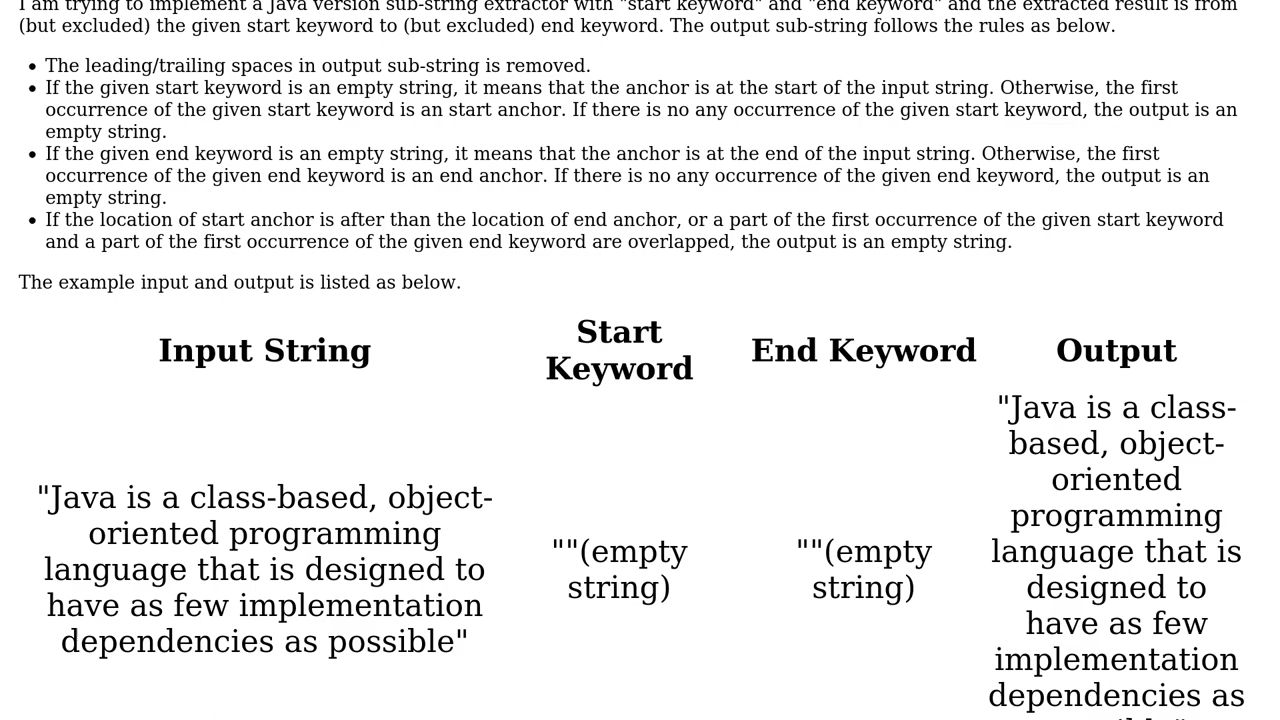 I am trying to implement a Java version sub-string extractor with "start keyword" and "end keyword" and the extracted result is from
(but excluded) the given start keyword to (but excluded) end keyword. The output sub-string follows the rules as below.
• The leading/trailing spaces in output sub-string is removed.
• If the given start keyword is an empty string, it means that the anchor is at the start of the input string. Otherwise, the first
occurrence of the given start keyword is an start anchor. If there is no any occurrence of the given start keyword, the output is an
empty string.
• If the given end keyword is an empty string, it means that the anchor is at the end of the input string. Otherwise, the first
occurrence of the given end keyword is an end anchor. If there is no any occurrence of the given end keyword, the output is an
empty string.
• If the location of start anchor is after than the location of end anchor, or a part of the first occurrence of the given start keyword
and a part of the first occurrence of the given end keyword are overlapped, the output is an empty string.
The example input and output is listed as below.
Input String
Start
Keyword
End Keyword
Output
"Java is a class-based, object-
oriented programming
language that is designed to
have as few implementation
dependencies as possible"
""(empty
string)
""(empty
string)
"Java is a class-
based, object-
oriented
programming
language that is
designed to
have as few
implementation
dependencies as